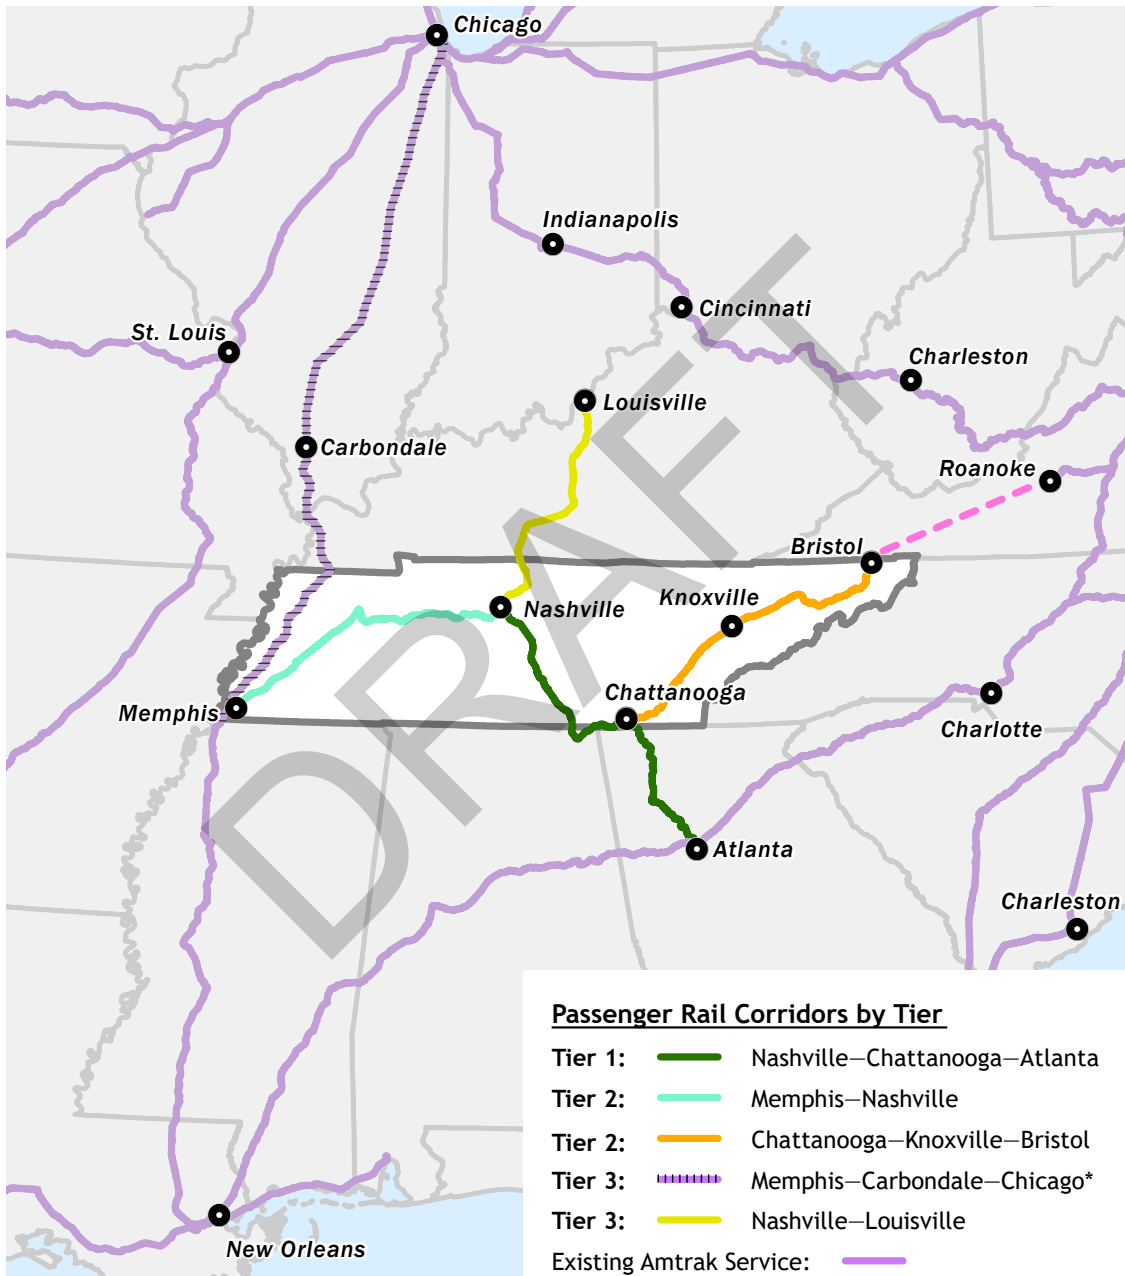 Chicago
Indianapolis
Cincinnati
St. Louis
Charleston
Louisville
Carbondale
Roanoke
Bristol
Knoxville
Nashville
Chattanooga
Memphis
Charlotte
Atlanta
Charleston
New Orleans
DRAFT
Passenger Rail Corridors by Tier
Tier 1: Nashville—Chattanooga—Atlanta
Tier 2: Memphis—Nashville
Tier 2: Chattanooga—Knoxville—Bristol
Tier 3: Memphis—Carbondale—Chicago*
Tier 3: Nashville—Louisville
Existing Amtrak Service: